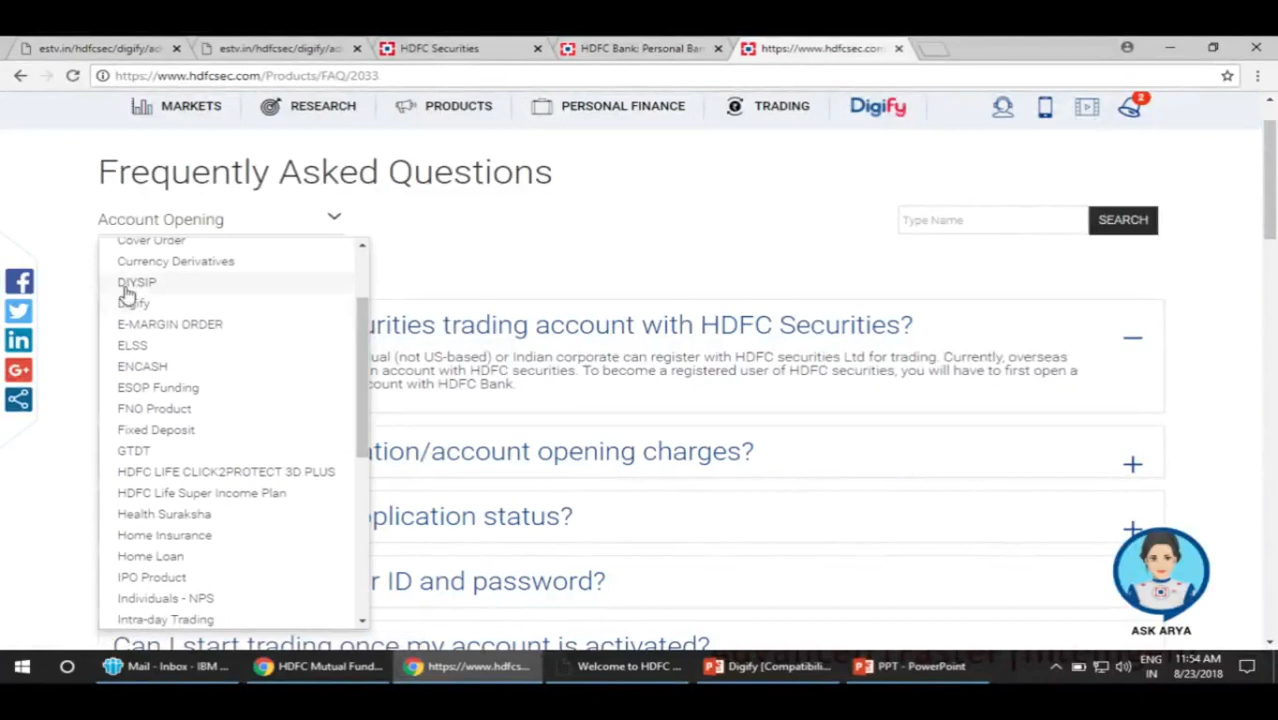 estv.in/hdfcsec/digify/ac
estv.in/hdfcsec/digify/ac
HDFC Securities
HDFC Bank: Personal Ban
https://www.hdfcsec.com
https://www.hdfcsec.com/Products/FAQ/2033
MARKETS
RESEARCH
PRODUCTS
PERSONAL FINANCE
TRADING
Digify
2
Frequently Asked Questions
Account Opening
Type Name
SEARCH
Cover Order
Currency Derivatives
DIYSIP
Digify
E-MARGIN ORDER
ELSS
ENCASH
ESOP Funding
FNO Product
Fixed Deposit
GTDT
HDFC LIFE CLICK2PROTECT 3D PLUS
HDFC Life Super Income Plan
Health Suraksha
Home Insurance
Home Loan
IPO Product
Individuals - NPS
Intra-day Trading
urities trading account with HDFC Securities?
ual (not US-based) or Indian corporate can register with HDFC securities Ltd for trading. Currently, overseas
n account with HDFC securities. To become a registered user of HDFC securities, you will have to first open a
count with HDFC Bank.
ation/account opening charges?
plication status?
r ID and password?
Can I start trading once my account is activated?
ASK ARYA
Mail - Inbox - IBM ...
HDFC Mutual Fund...
https://www.hdfcs...
Welcome to HDFC ...
Digify [Compatibili...
PPT - PowerPoint
ENG
IN
11:54 AM
8/23/2018